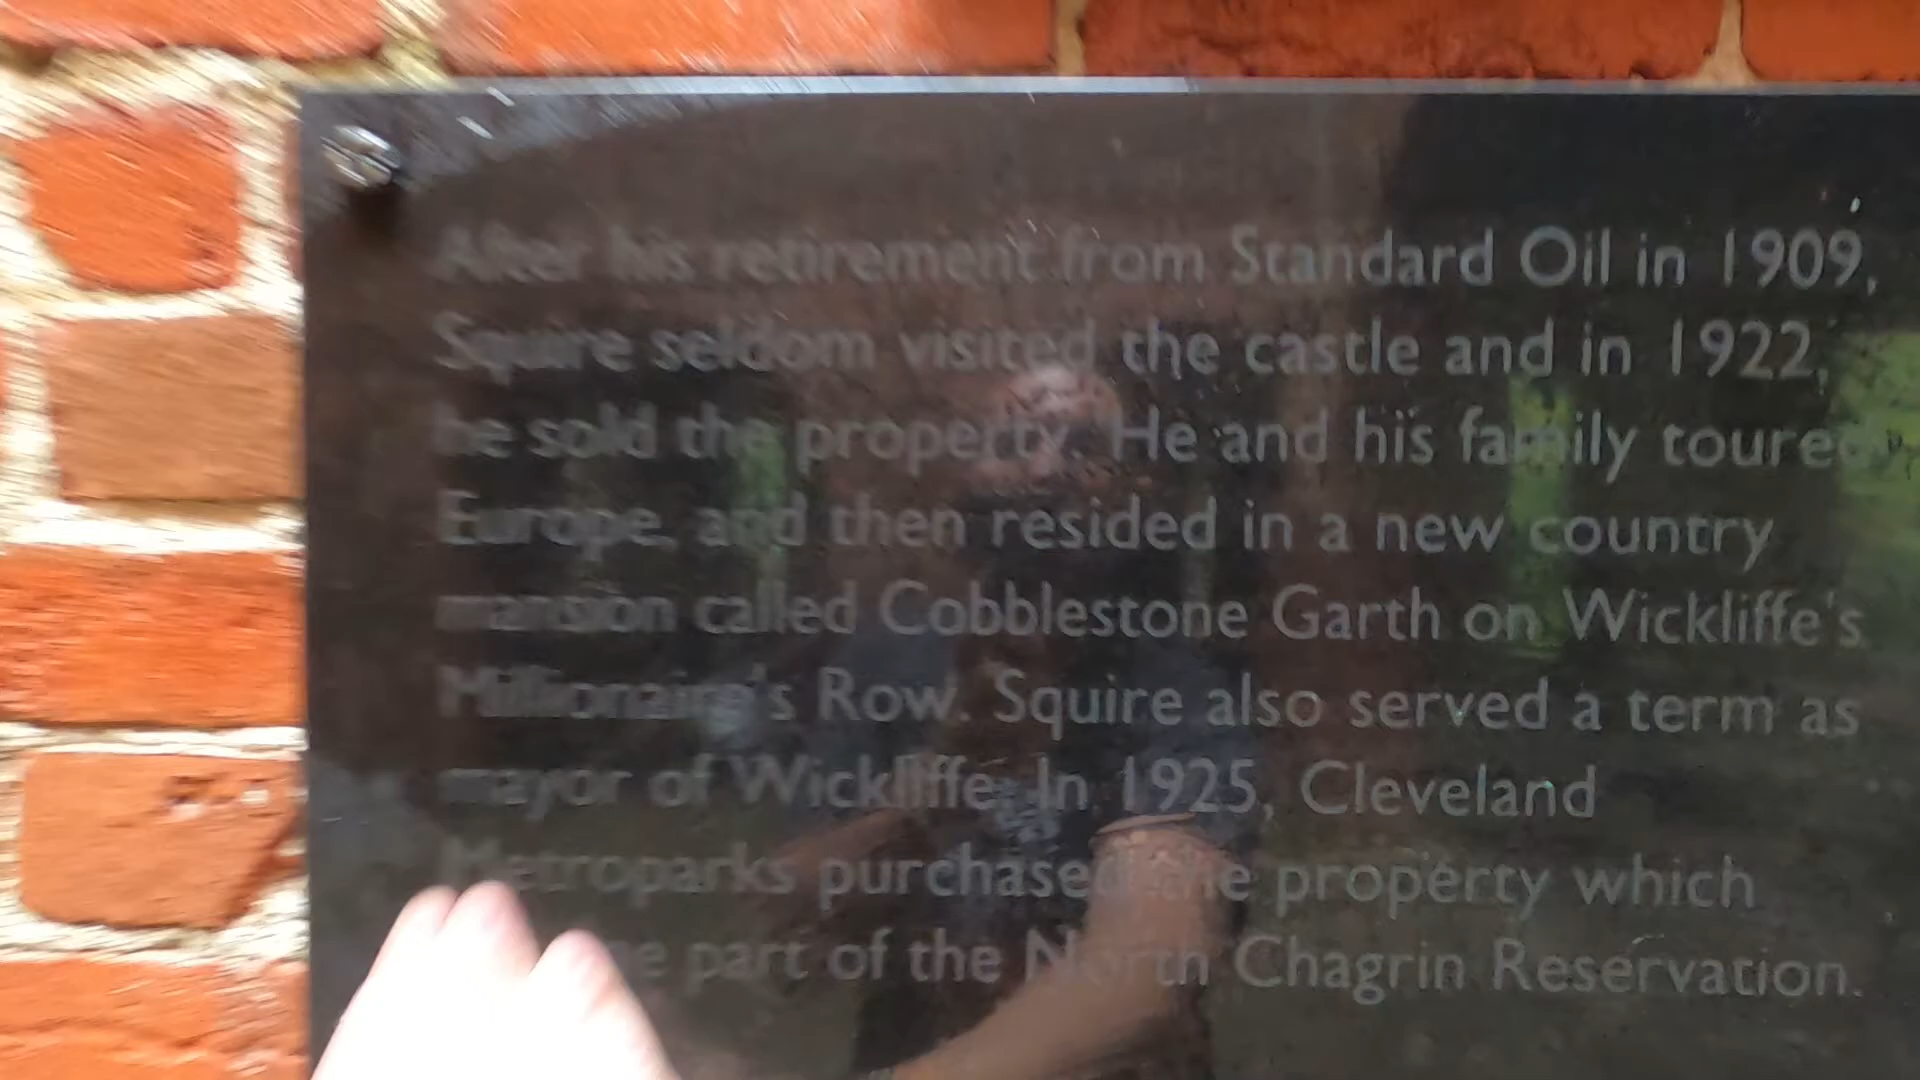 After his retirement from Standard Oil in 1909,
Squire seldom visited the castle and in 1922,
he sold the property. He and his family toured
Europe, and then resided in a new country
mansion called Cobblestone Garth on Wickliffe's
Millionaire's Row. Squire also served a term as
mayor of Wickliffe. In 1925, Cleveland
Metroparks purchased the property which
part of the North Chagrin Reservation.